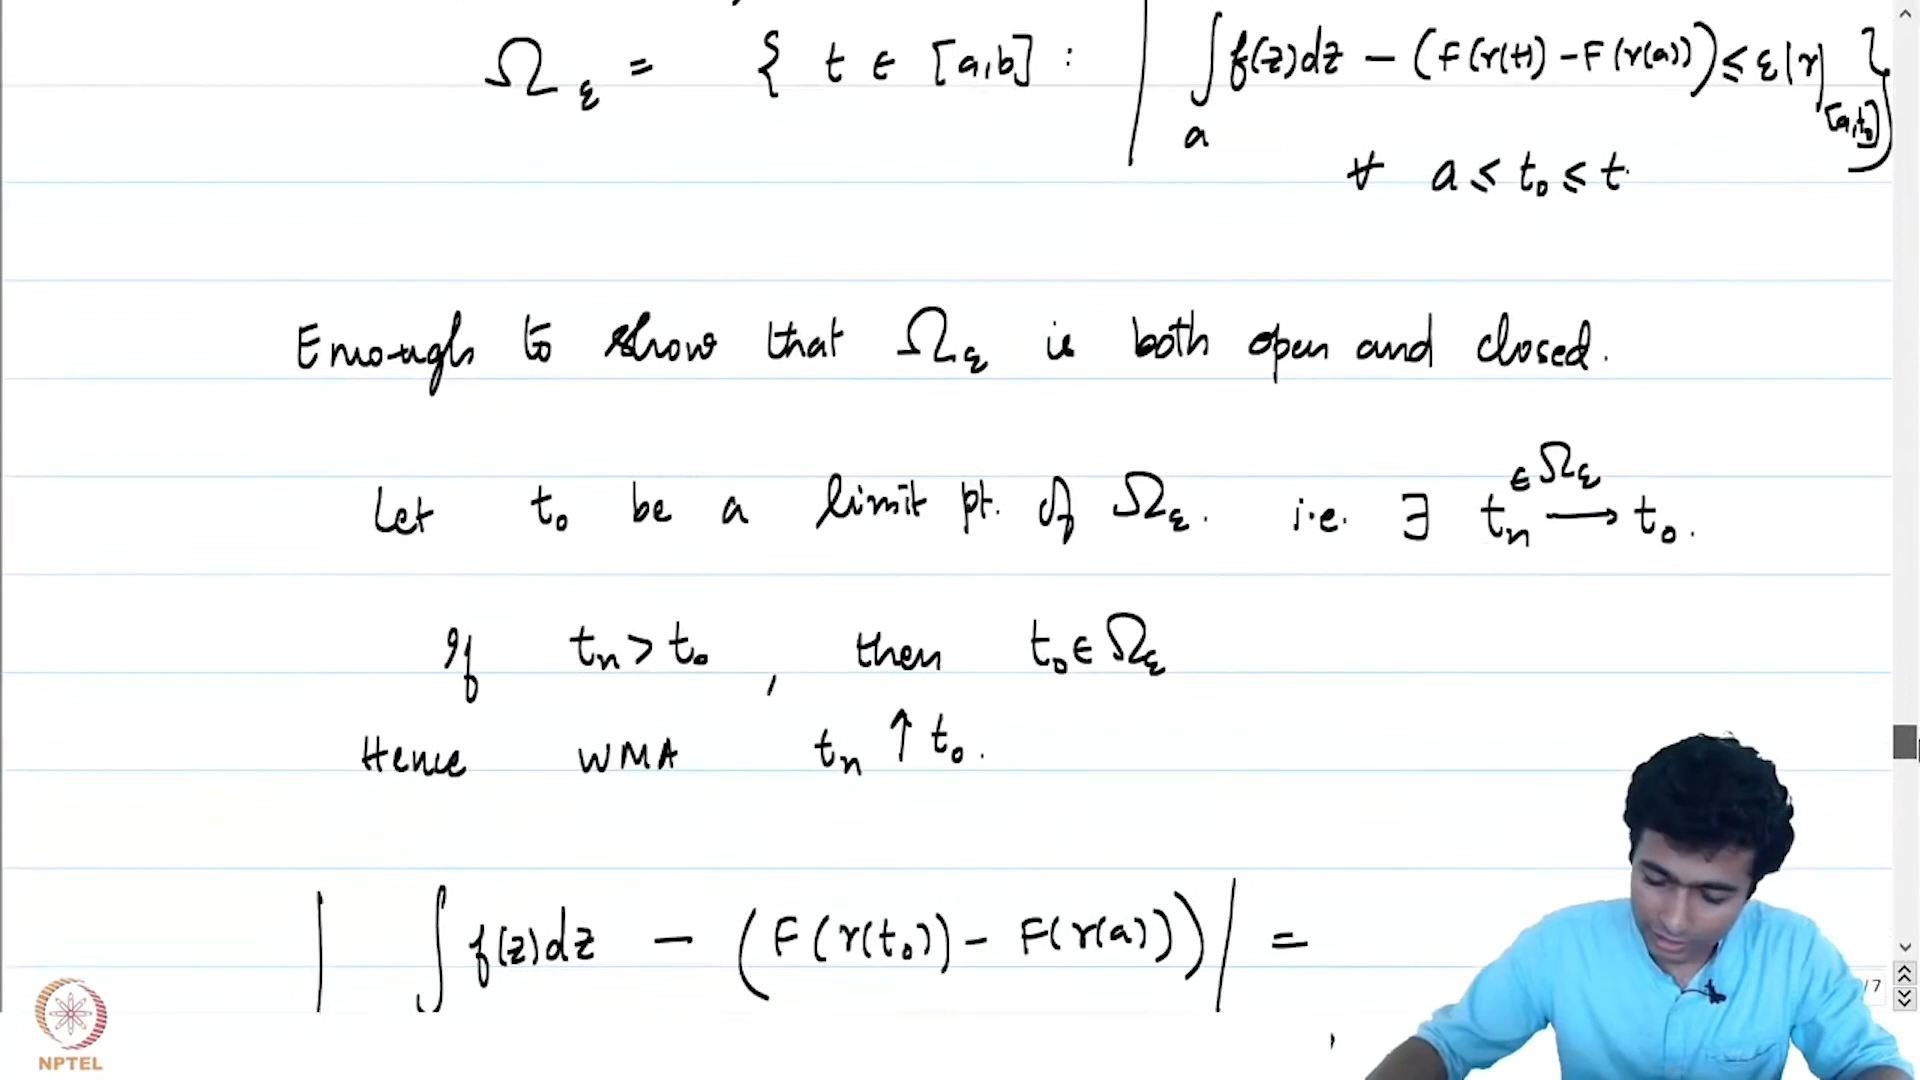 Ω_ε = { t ∈ [a,b] : | ∫_a f(z)dz − (F(γ(t)) − F(γ(a)) ) ≤ ε|γ|_[a,t₀] }
∀ a ≤ t₀ ≤ t.
Enough to show that Ω_ε is both open and closed.
Let t₀ be a limit pt. of Ω_ε. i.e. ∃ t_n ∈ Ω_ε ⟶ t₀.
If t_n > t₀, then t₀ ∈ Ω_ε
Hence WMA t_n ↑ t₀.
| ∫ f(z)dz − (F(γ(t₀)) − F(γ(a))) | =
/7
NPTEL